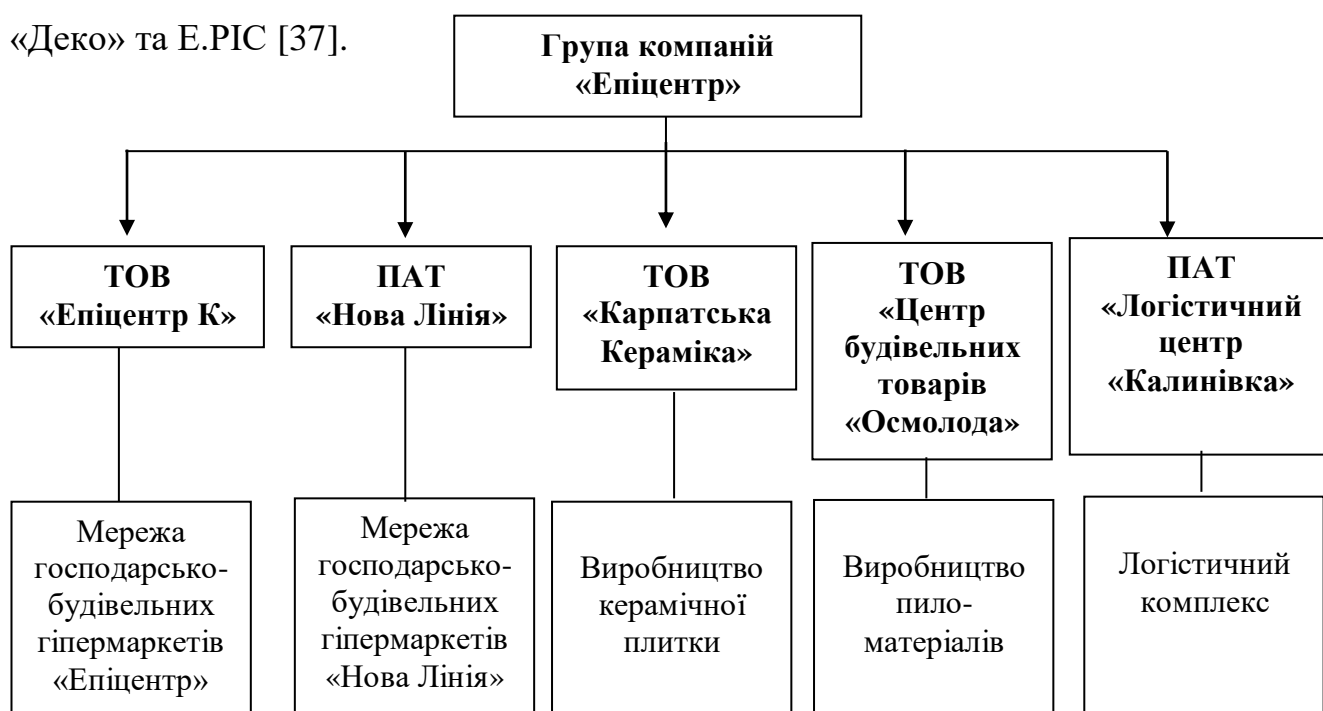 «Деко» та E.PIC [37].
Група компаній
«Епіцентр»
ТОВ
«Епіцентр К»
ПАТ
«Нова Лінія»
ТОВ
«Карпатська
Кераміка»
ТОВ
«Центр
будівельних
товарів
«Осмолода»
ПАТ
«Логістичний
центр
«Калинівка»
Мережа
господарсько-
будівельних
гіпермаркетів
«Епіцентр»
Мережа
господарсько-
будівельних
гіпермаркетів
«Нова Лінія»
Виробництво
керамічної
плитки
Виробництво
пило-
матеріалів
Логістичний
комплекс